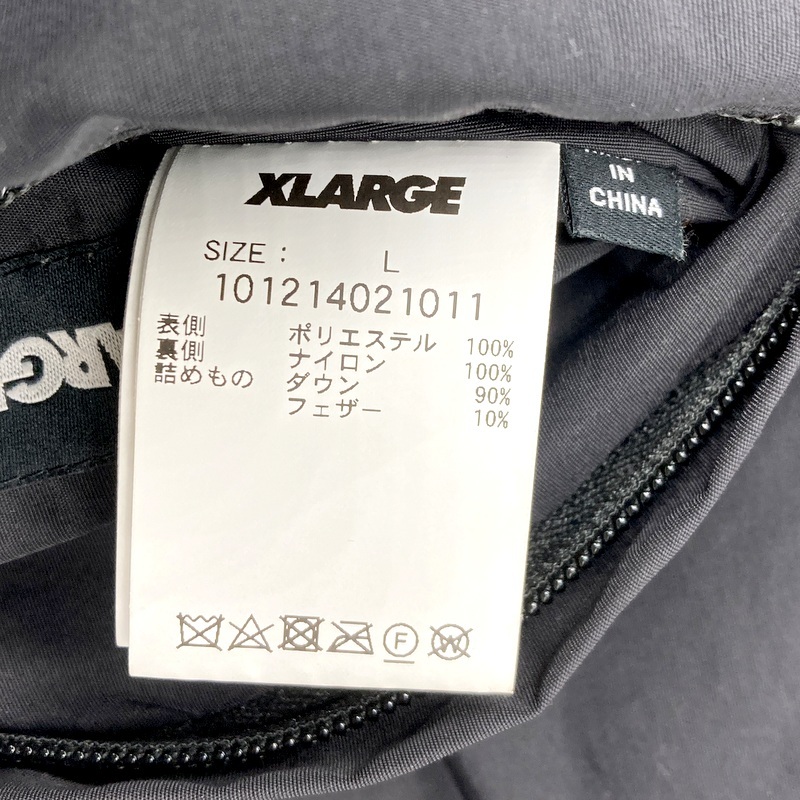 XLARGE
SIZE : L
101214021011
表側 ポリエステル 100%
裏側 ナイロン 100%
詰めもの ダウン 90%
フェザー 10%
F
W
IN
CHINA